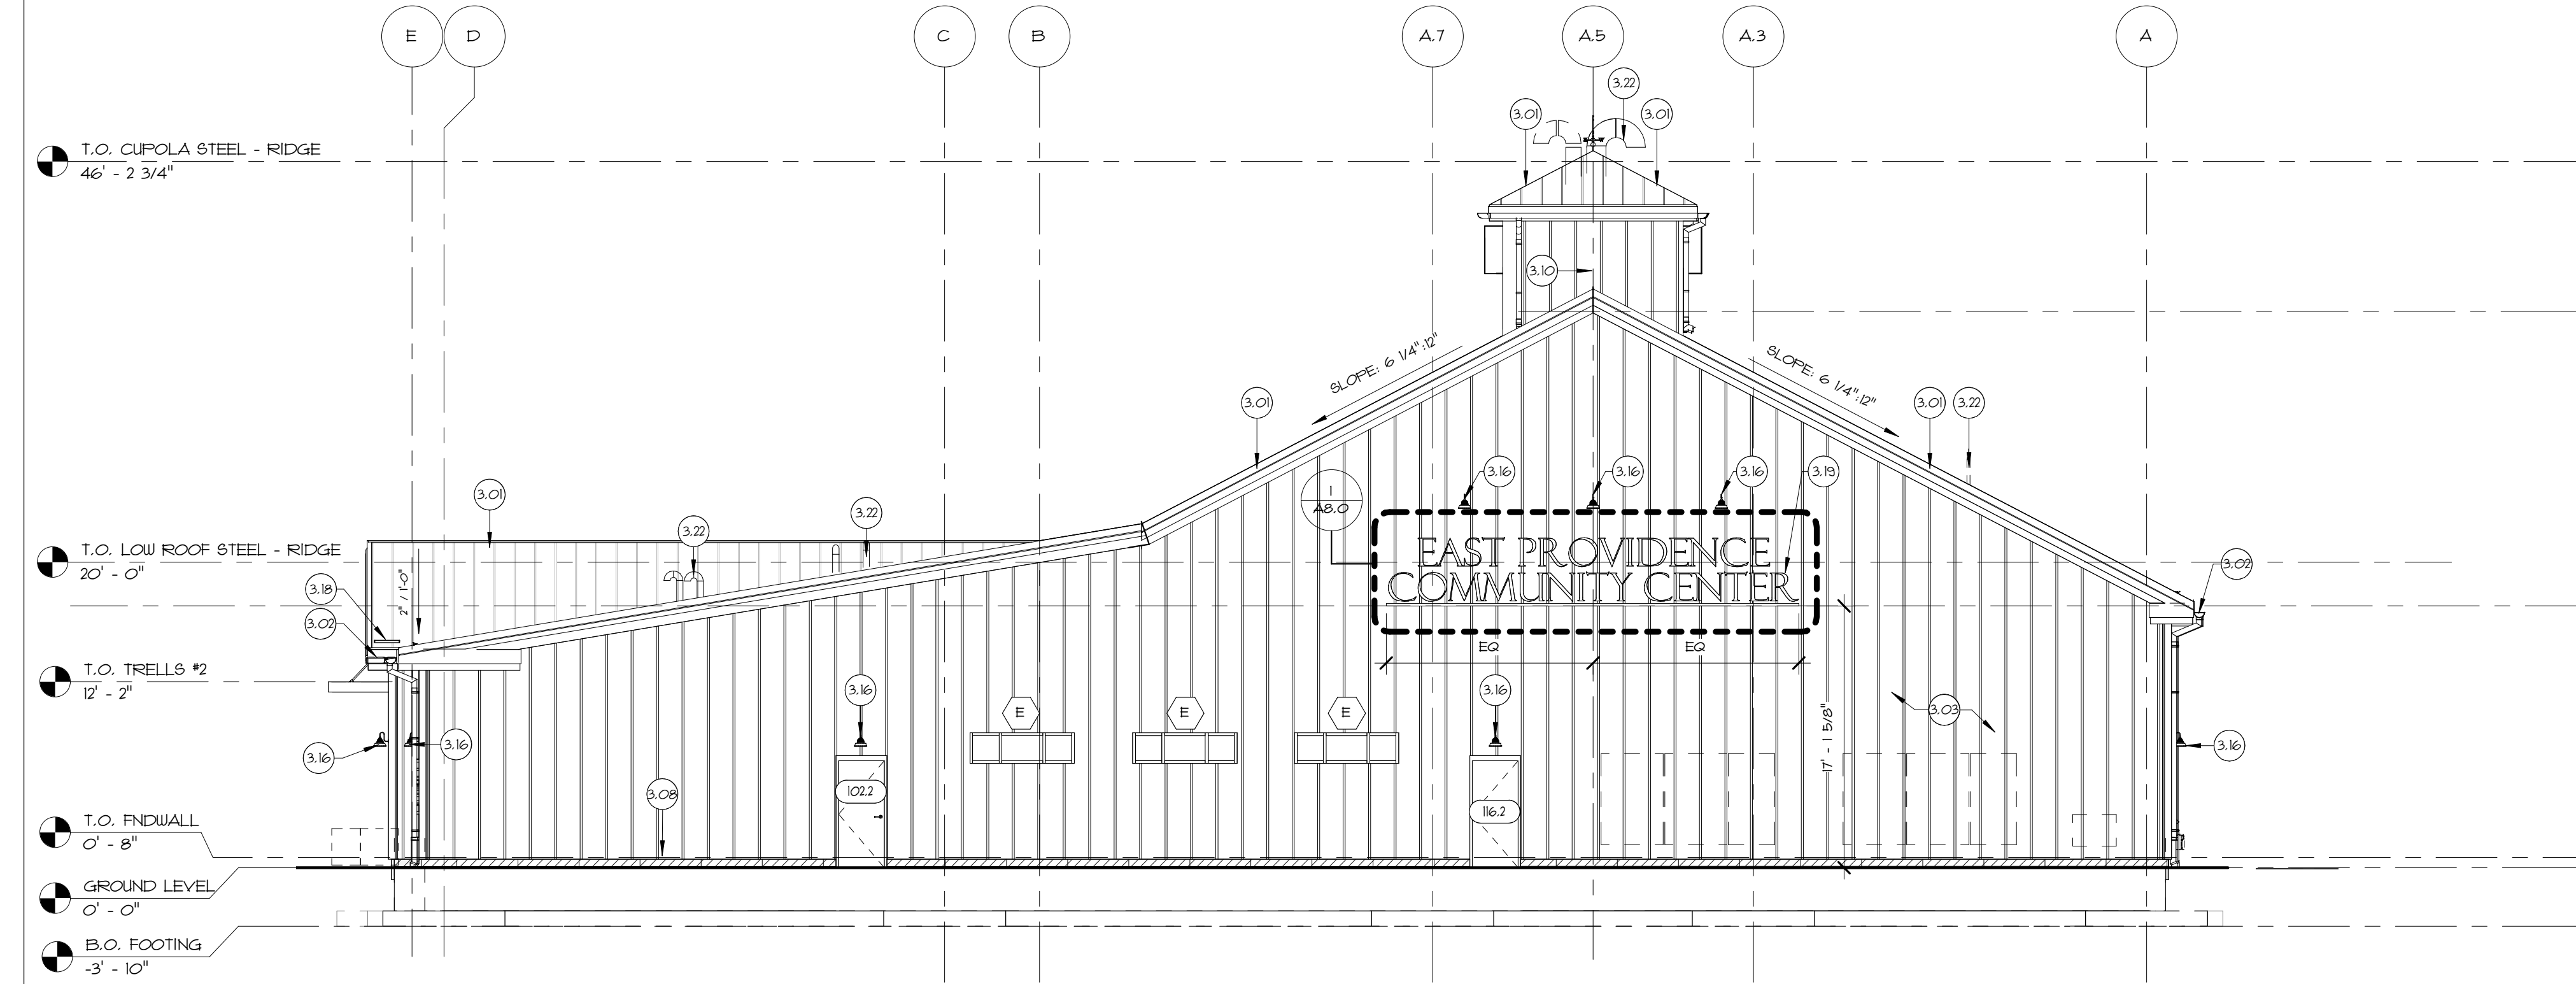 E
D
C
B
A.7
A.5
A.3
A
3.22
3.01
3.01
T.O. CUPOLA STEEL - RIDGE
46' - 2 3/4"
3.10
SLOPE: 6 1/4":12"
SLOPE: 6 1/4":12"
3.01
3.01
3.22
3.16
3.16
3.16
3.19
1
A8.0
3.01
3.22
3.22
EAST PROVIDENCE
COMMUNITY CENTER
T.O. LOW ROOF STEEL - RIDGE
20' - 0"
3.02
3.18
2" / 1'-0"
3.02
EQ
EQ
T.O. TRELLS #2
12' - 2"
3.16
3.16
E
E
E
3.03
17' - 1 5/8"
3.16
3.16
3.16
3.08
102.2
116.2
T.O. FNDWALL
0' - 8"
GROUND LEVEL
0' - 0"
B.O. FOOTING
-3' - 10"